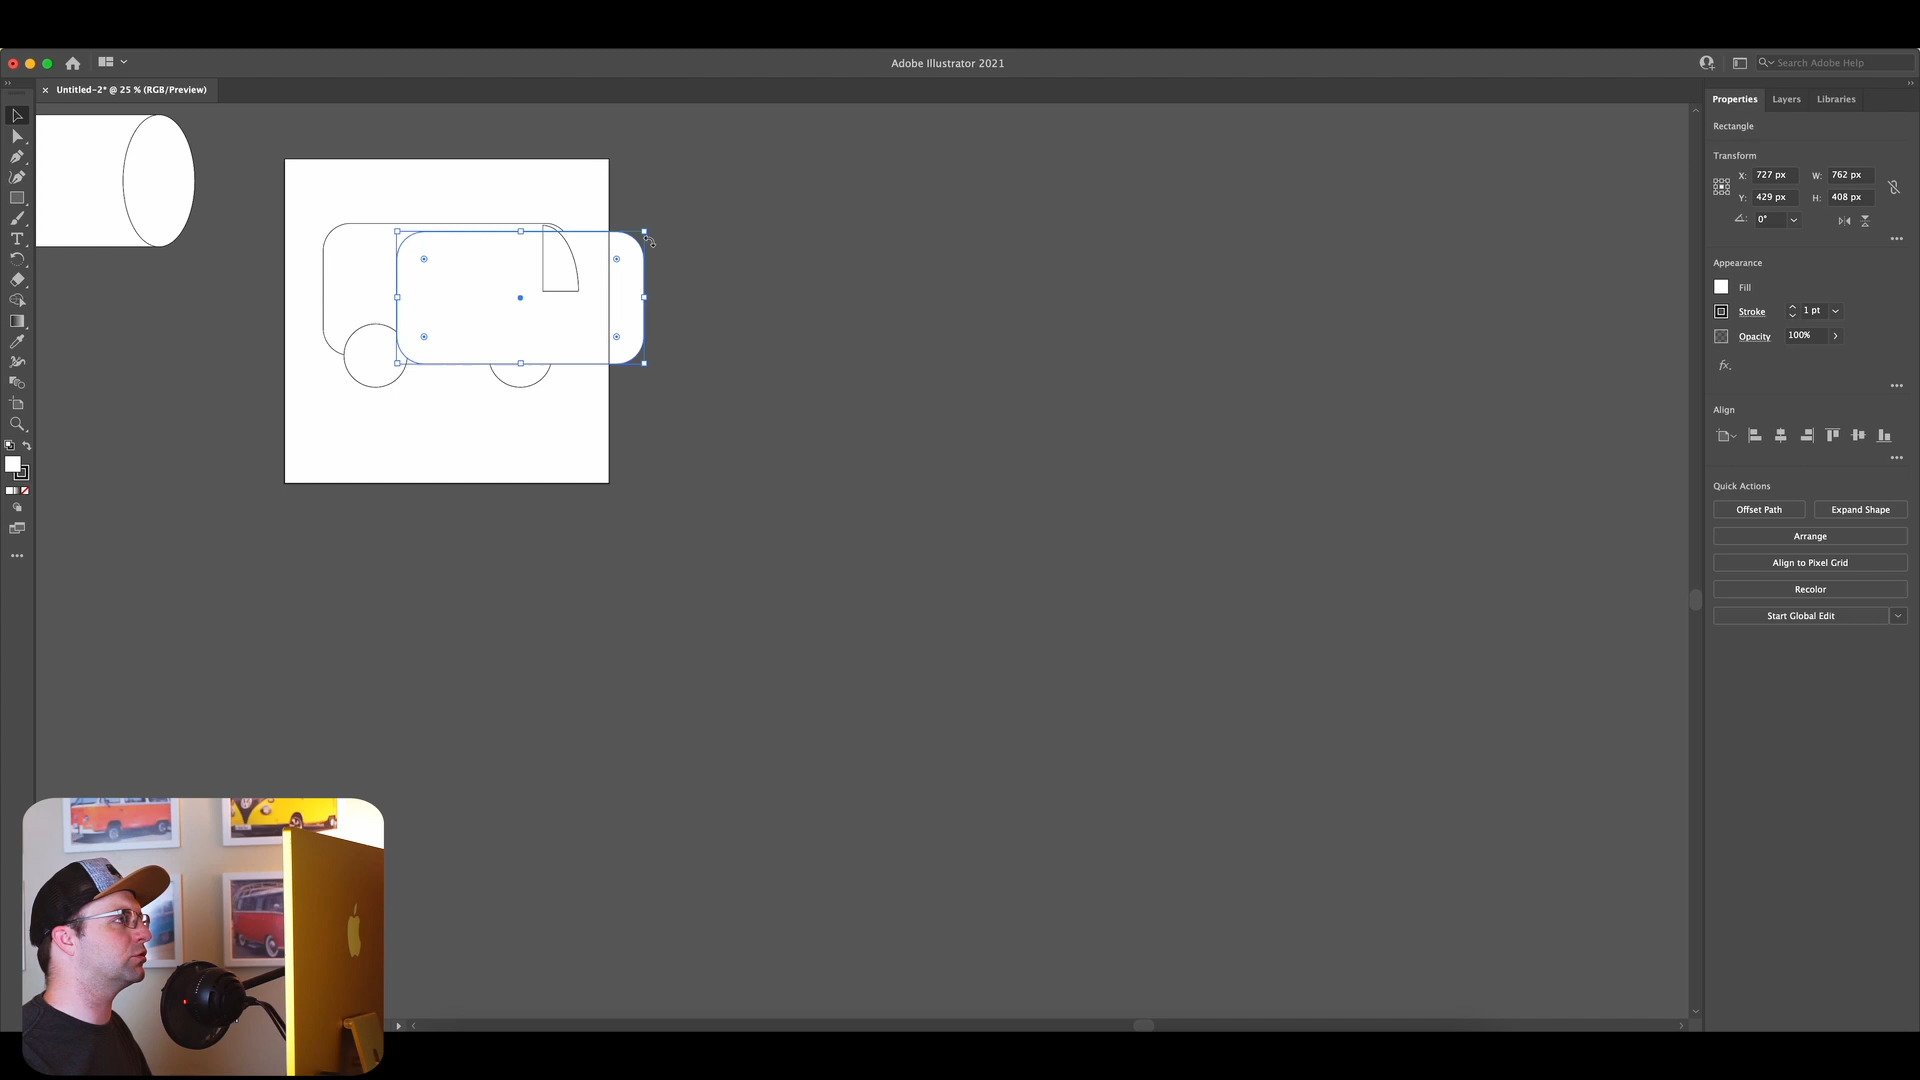 Adobe Illustrator 2021
Search Adobe Help
× Untitled-2* @ 25 % (RGB/Preview)
Properties Layers Libraries
Rectangle
Transform
X: 727 px W: 762 px
Y: 429 px H: 408 px
0°
Appearance
Fill
Stroke 1 pt
Opacity 100%
fx.
Align
Quick Actions
Offset Path Expand Shape
Arrange
Align to Pixel Grid
Recolor
Start Global Edit